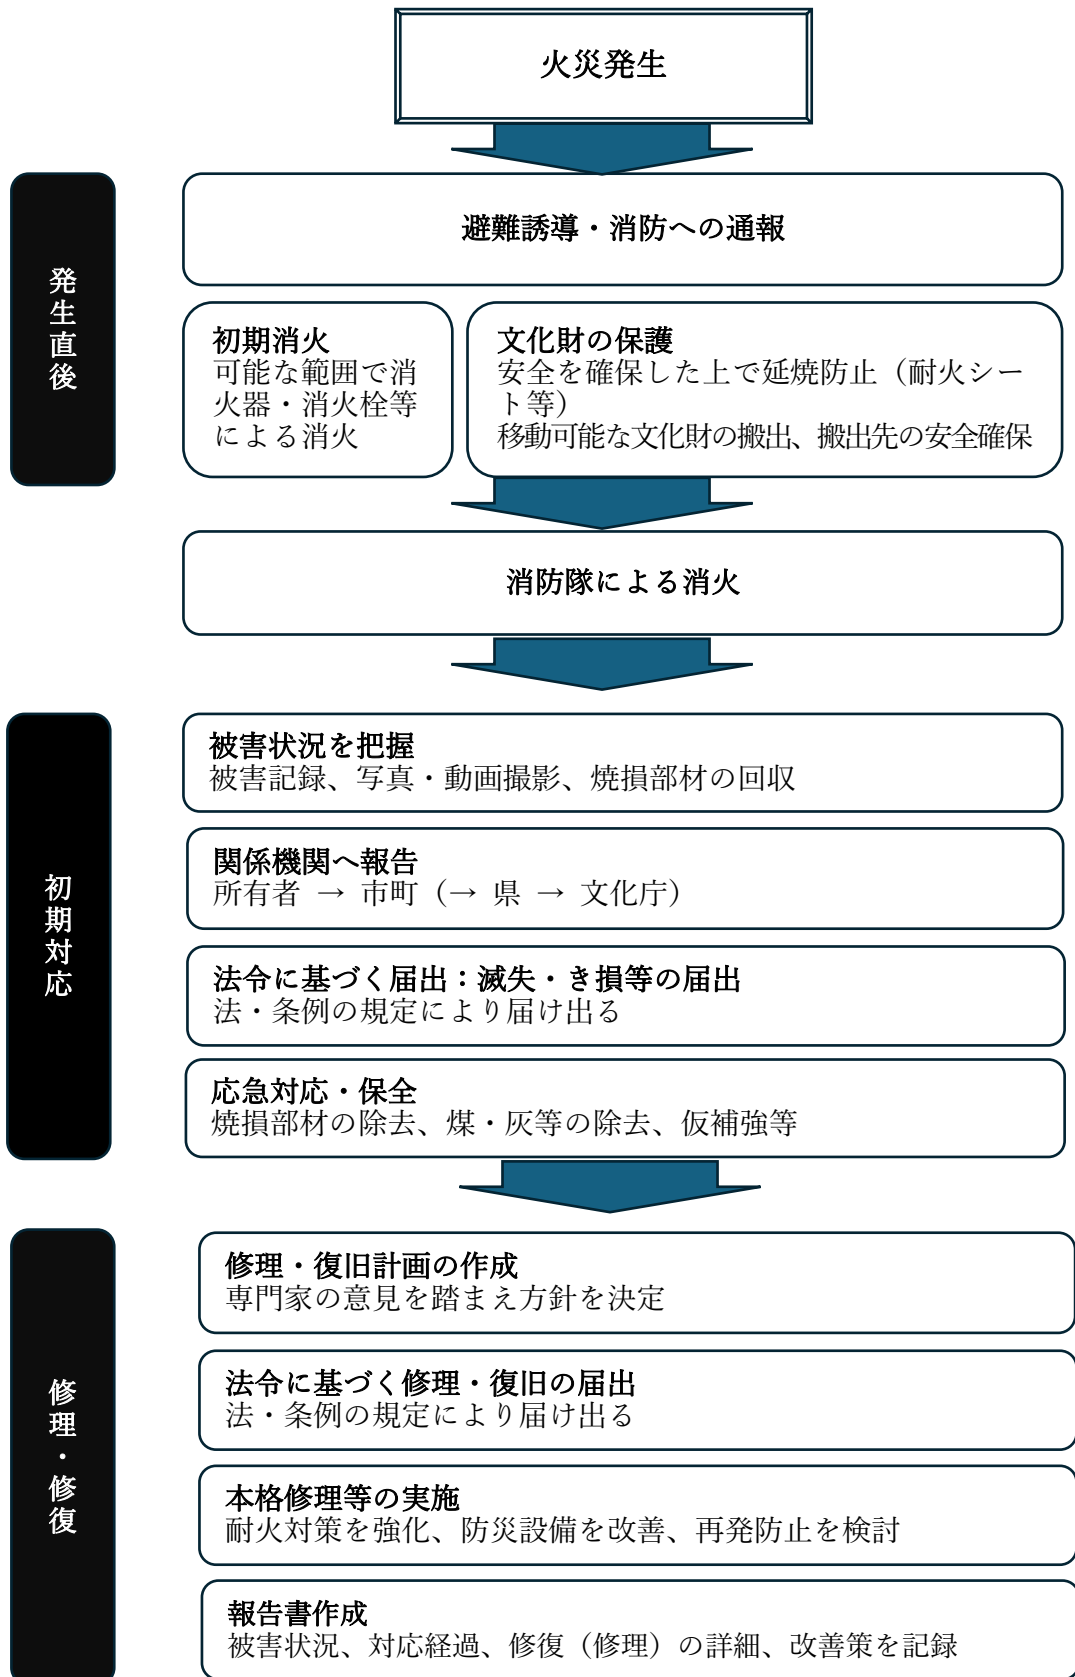 火災発生
発生直後
避難誘導・消防への通報
初期消火
可能な範囲で消
火器・消火栓等
による消火
文化財の保護
安全を確保した上で延焼防止（耐火シー
ト等）
移動可能な文化財の搬出、搬出先の安全確保
消防隊による消火
初期対応
被害状況を把握
被害記録、写真・動画撮影、焼損部材の回収
関係機関へ報告
所有者 → 市町（→ 県 → 文化庁）
法令に基づく届出：滅失・き損等の届出
法・条例の規定により届け出る
応急対応・保全
焼損部材の除去、煤・灰等の除去、仮補強等
修理・修復
修理・復旧計画の作成
専門家の意見を踏まえ方針を決定
法令に基づく修理・復旧の届出
法・条例の規定により届け出る
本格修理等の実施
耐火対策を強化、防災設備を改善、再発防止を検討
報告書作成
被害状況、対応経過、修復（修理）の詳細、改善策を記録